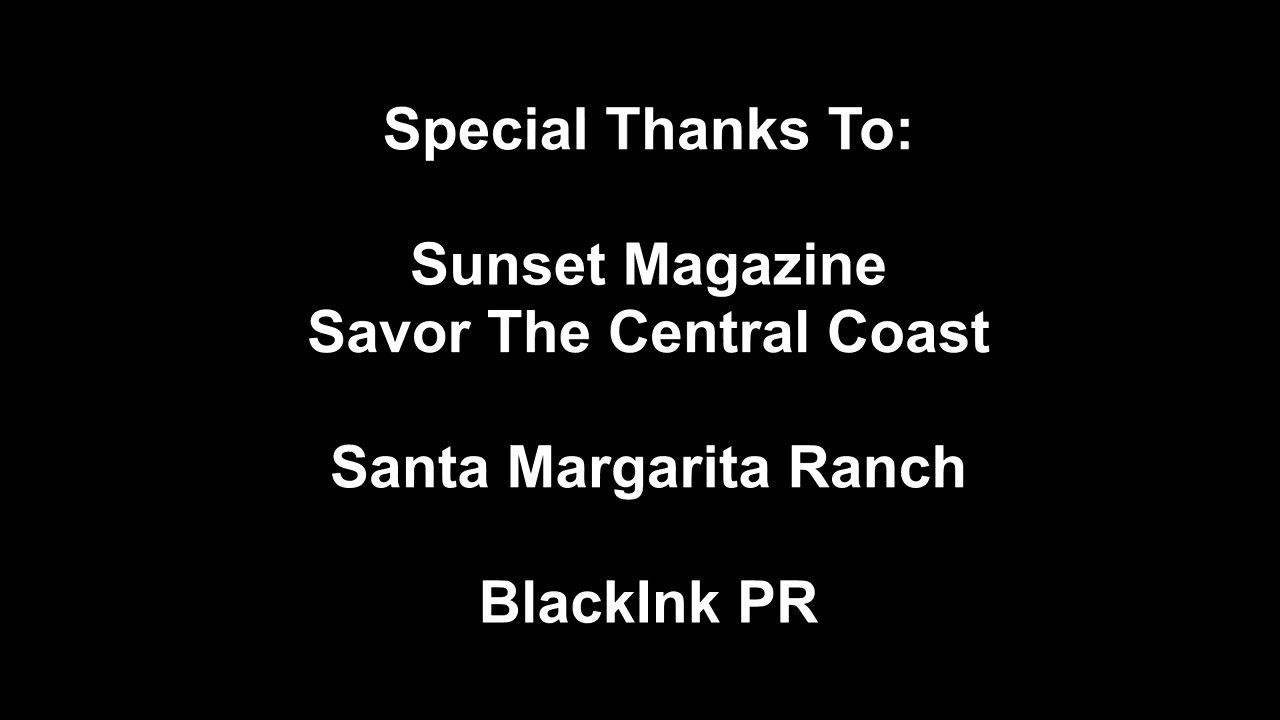 Special Thanks To:
Sunset Magazine
Savor The Central Coast
Santa Margarita Ranch
BlackInk PR